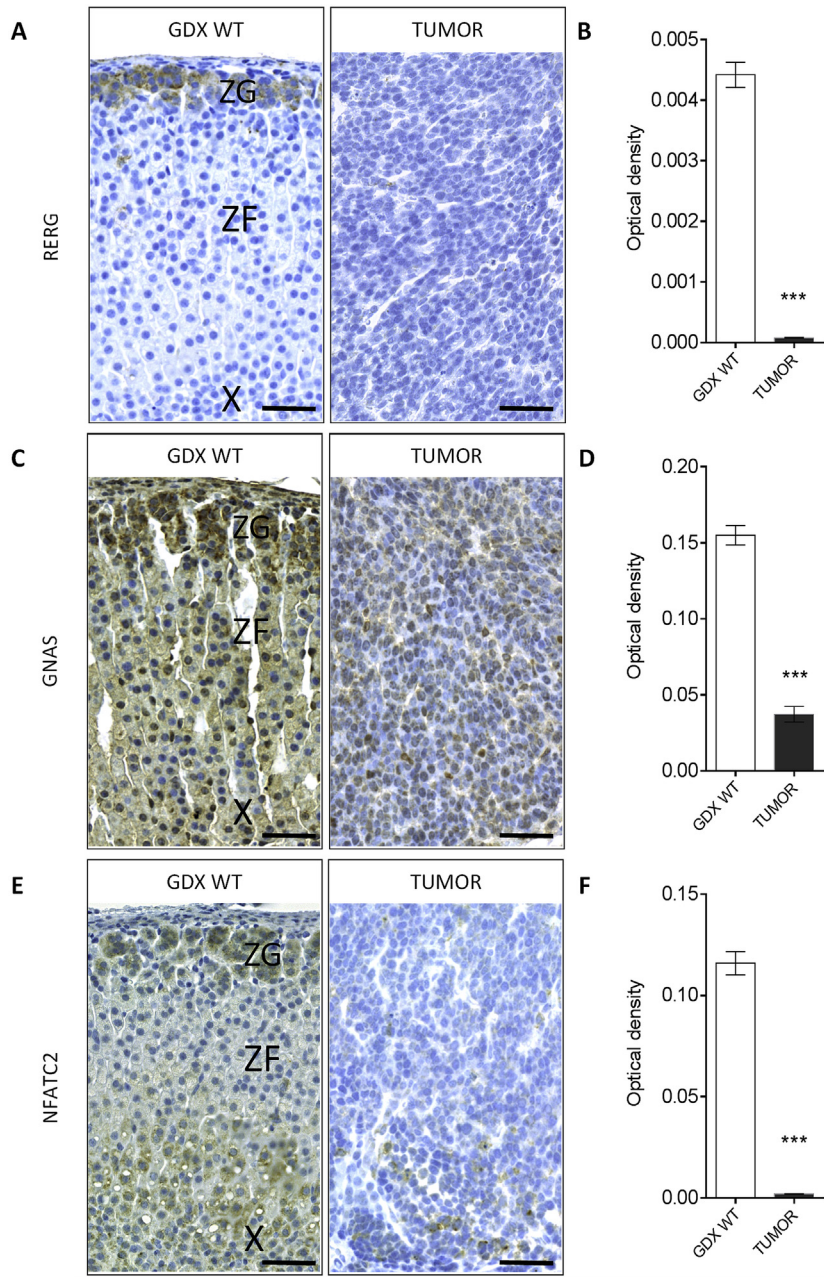 A
GDX WT
TUMOR
ZG
ZF
X
RERG
B
0.005
0.004
0.003
0.002
0.001
0.000
Optical density
***
GDX WT
TUMOR
C
GDX WT
TUMOR
ZG
ZF
X
GNAS
D
0.20
0.15
0.10
0.05
0.00
Optical density
***
GDX WT
TUMOR
E
GDX WT
TUMOR
ZG
ZF
X
NFATC2
F
0.15
0.10
0.05
0.00
Optical density
***
GDX WT
TUMOR